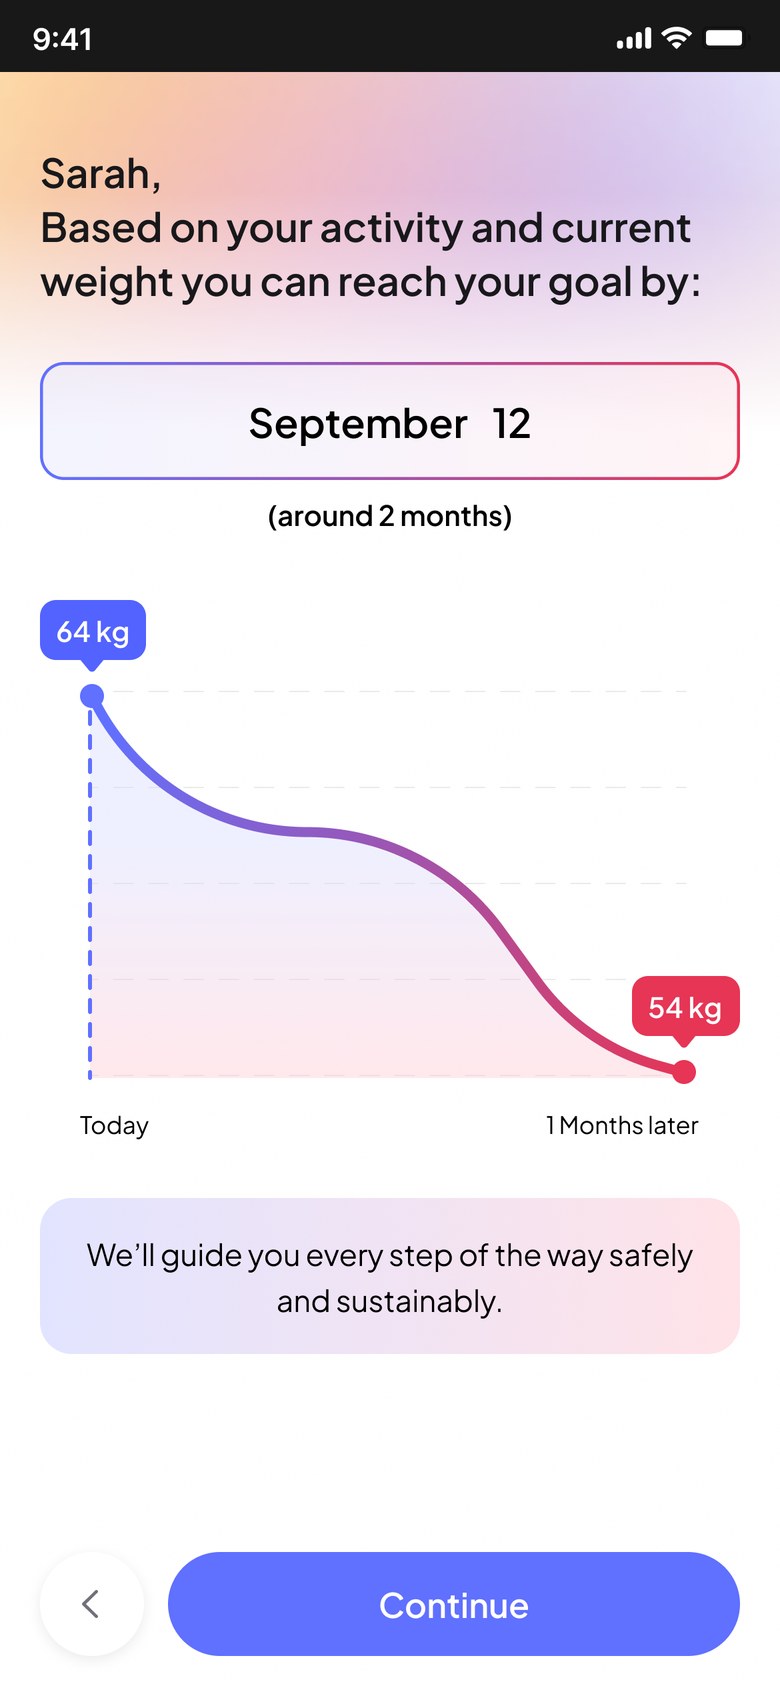 9:41
Sarah,
Based on your activity and current
weight you can reach your goal by:
September 12
(around 2 months)
64 kg
54 kg
Today
1 Months later
We’ll guide you every step of the way safely
and sustainably.
Continue